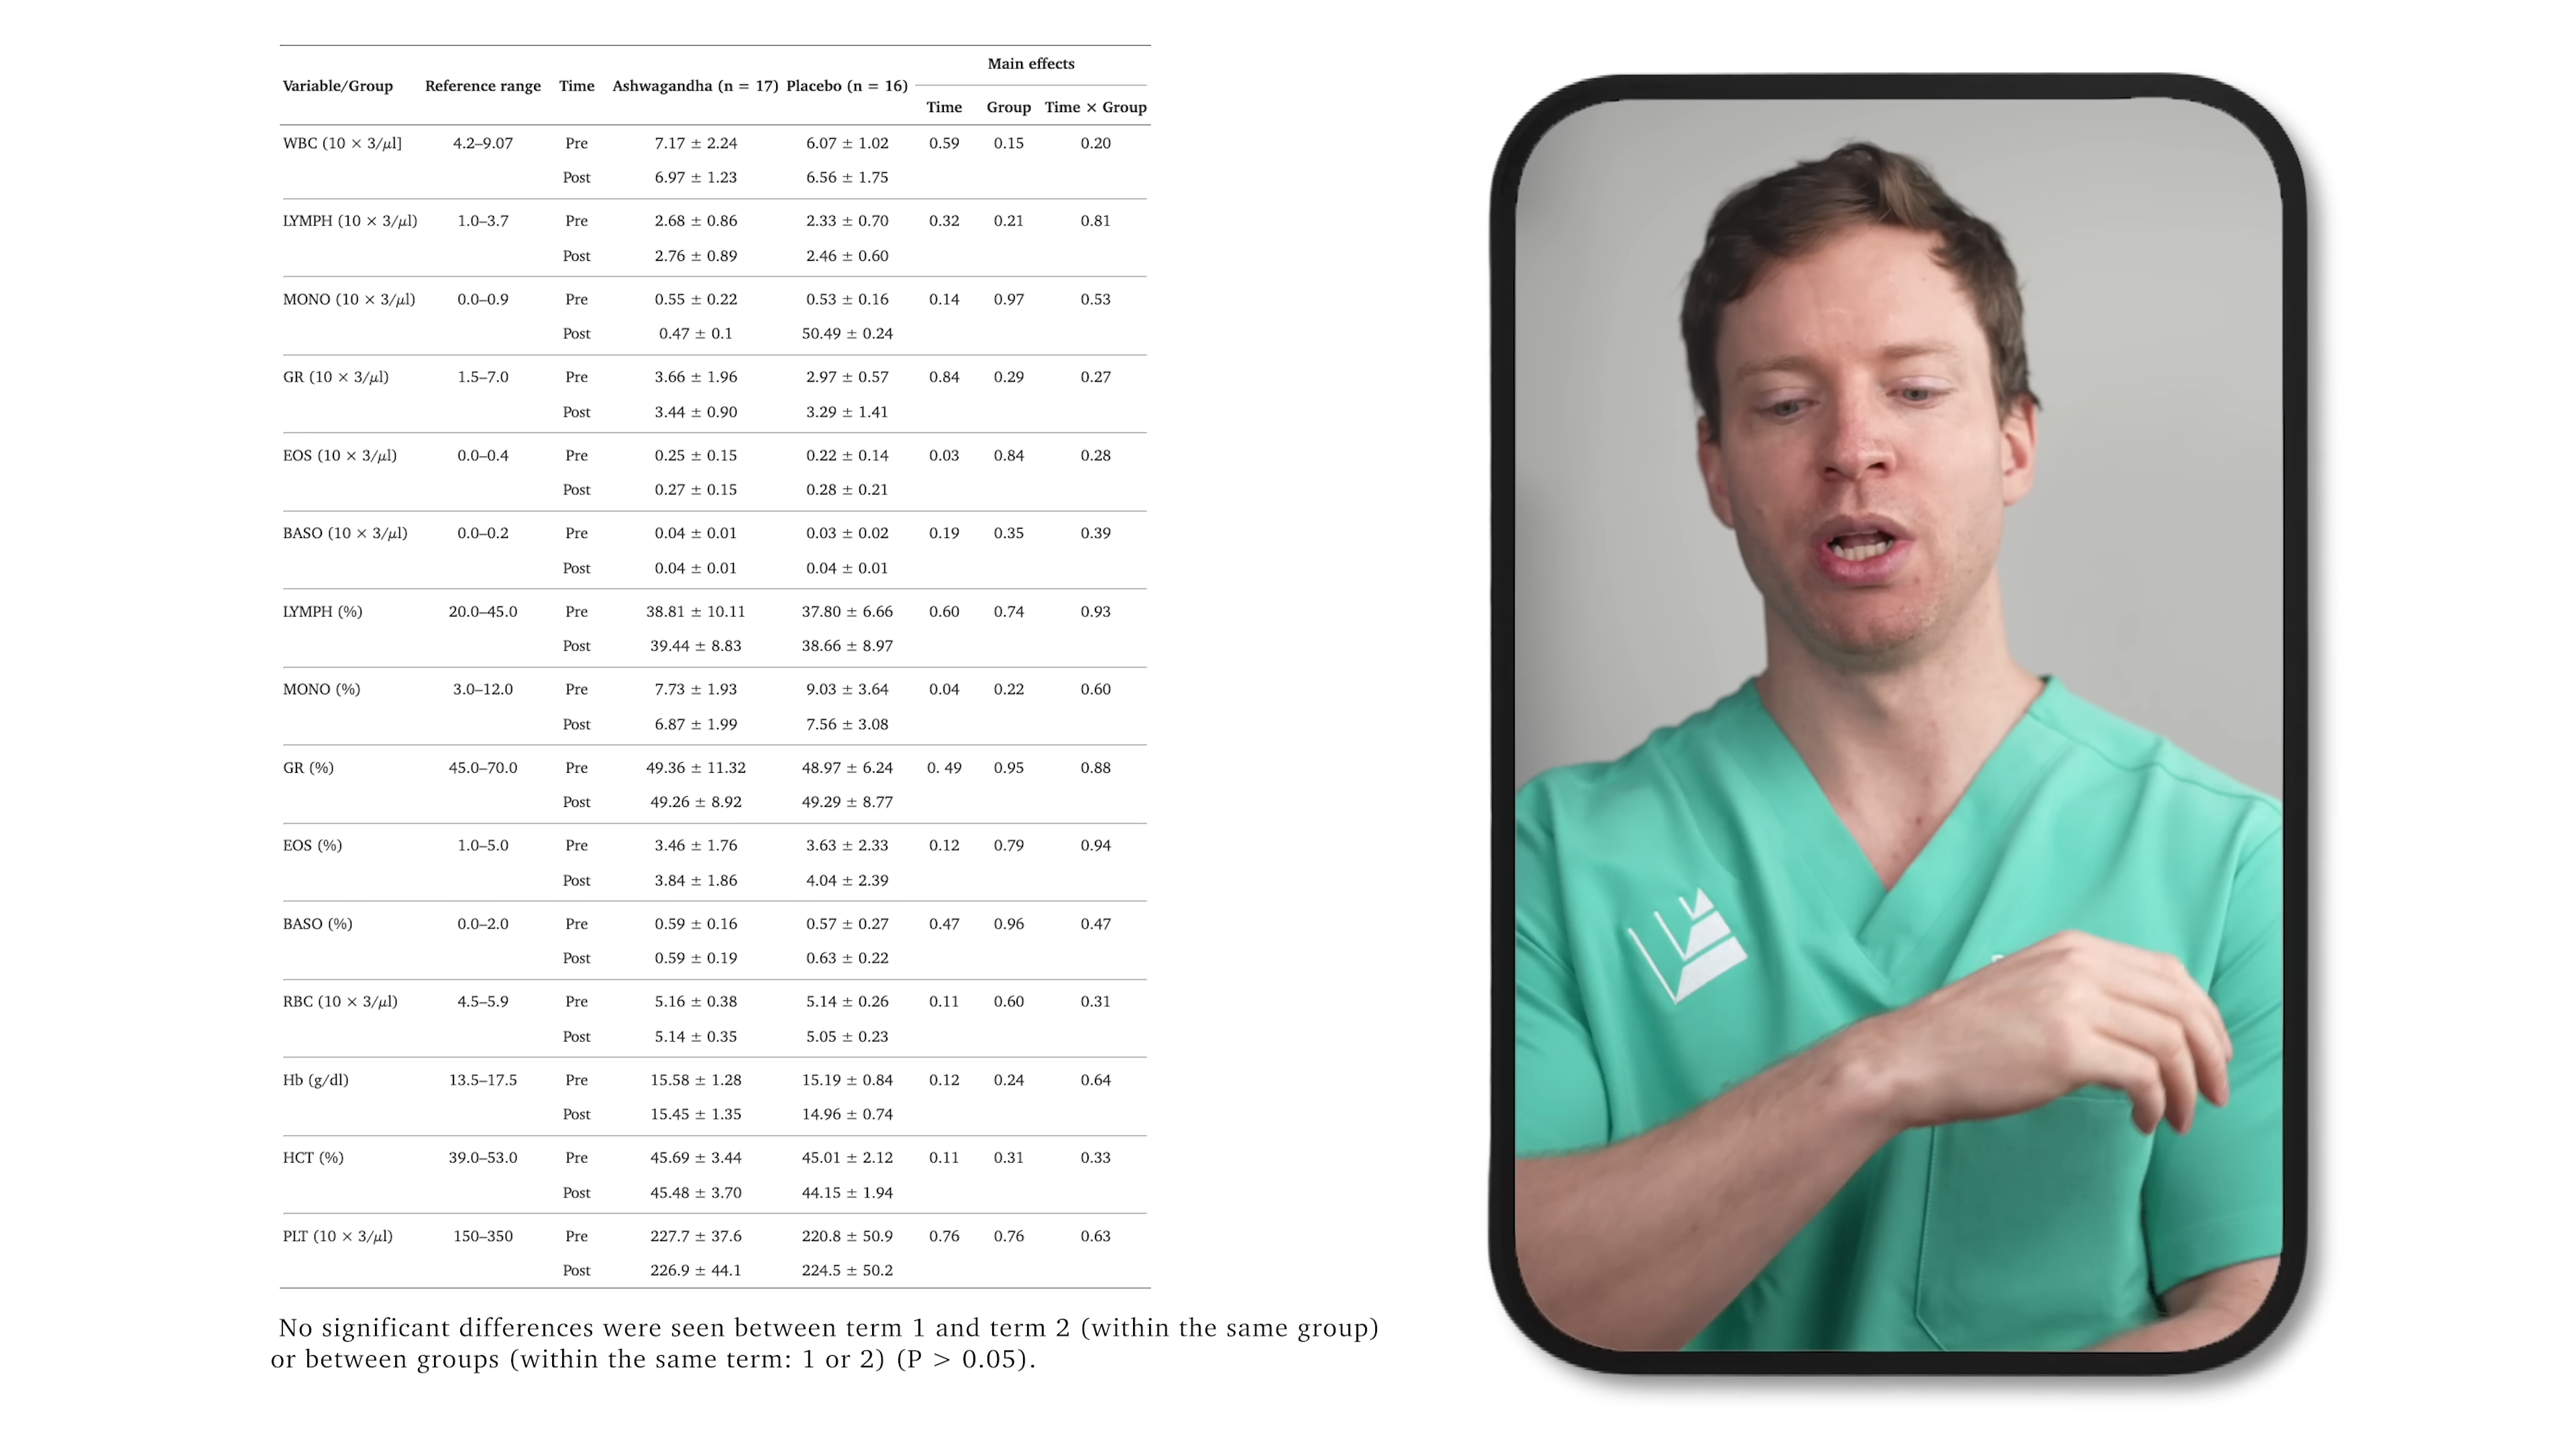 Main effects
Variable/Group Reference range Time Ashwagandha (n = 17) Placebo (n = 16)
Time Group Time × Group
WBC (10 × 3/μl] 4.2–9.07 Pre 7.17 ± 2.24 6.07 ± 1.02 0.59 0.15 0.20
Post 6.97 ± 1.23 6.56 ± 1.75
LYMPH (10 × 3/μl) 1.0–3.7 Pre 2.68 ± 0.86 2.33 ± 0.70 0.32 0.21 0.81
Post 2.76 ± 0.89 2.46 ± 0.60
MONO (10 × 3/μl) 0.0–0.9 Pre 0.55 ± 0.22 0.53 ± 0.16 0.14 0.97 0.53
Post 0.47 ± 0.1 50.49 ± 0.24
GR (10 × 3/μl) 1.5–7.0 Pre 3.66 ± 1.96 2.97 ± 0.57 0.84 0.29 0.27
Post 3.44 ± 0.90 3.29 ± 1.41
EOS (10 × 3/μl) 0.0–0.4 Pre 0.25 ± 0.15 0.22 ± 0.14 0.03 0.84 0.28
Post 0.27 ± 0.15 0.28 ± 0.21
BASO (10 × 3/μl) 0.0–0.2 Pre 0.04 ± 0.01 0.03 ± 0.02 0.19 0.35 0.39
Post 0.04 ± 0.01 0.04 ± 0.01
LYMPH (%) 20.0–45.0 Pre 38.81 ± 10.11 37.80 ± 6.66 0.60 0.74 0.93
Post 39.44 ± 8.83 38.66 ± 8.97
MONO (%) 3.0–12.0 Pre 7.73 ± 1.93 9.03 ± 3.64 0.04 0.22 0.60
Post 6.87 ± 1.99 7.56 ± 3.08
GR (%) 45.0–70.0 Pre 49.36 ± 11.32 48.97 ± 6.24 0. 49 0.95 0.88
Post 49.26 ± 8.92 49.29 ± 8.77
EOS (%) 1.0–5.0 Pre 3.46 ± 1.76 3.63 ± 2.33 0.12 0.79 0.94
Post 3.84 ± 1.86 4.04 ± 2.39
BASO (%) 0.0–2.0 Pre 0.59 ± 0.16 0.57 ± 0.27 0.47 0.96 0.47
Post 0.59 ± 0.19 0.63 ± 0.22
RBC (10 × 3/μl) 4.5–5.9 Pre 5.16 ± 0.38 5.14 ± 0.26 0.11 0.60 0.31
Post 5.14 ± 0.35 5.05 ± 0.23
Hb (g/dl) 13.5–17.5 Pre 15.58 ± 1.28 15.19 ± 0.84 0.12 0.24 0.64
Post 15.45 ± 1.35 14.96 ± 0.74
HCT (%) 39.0–53.0 Pre 45.69 ± 3.44 45.01 ± 2.12 0.11 0.31 0.33
Post 45.48 ± 3.70 44.15 ± 1.94
PLT (10 × 3/μl) 150–350 Pre 227.7 ± 37.6 220.8 ± 50.9 0.76 0.76 0.63
Post 226.9 ± 44.1 224.5 ± 50.2
No significant differences were seen between term 1 and term 2 (within the same group)
or between groups (within the same term: 1 or 2) (P > 0.05).